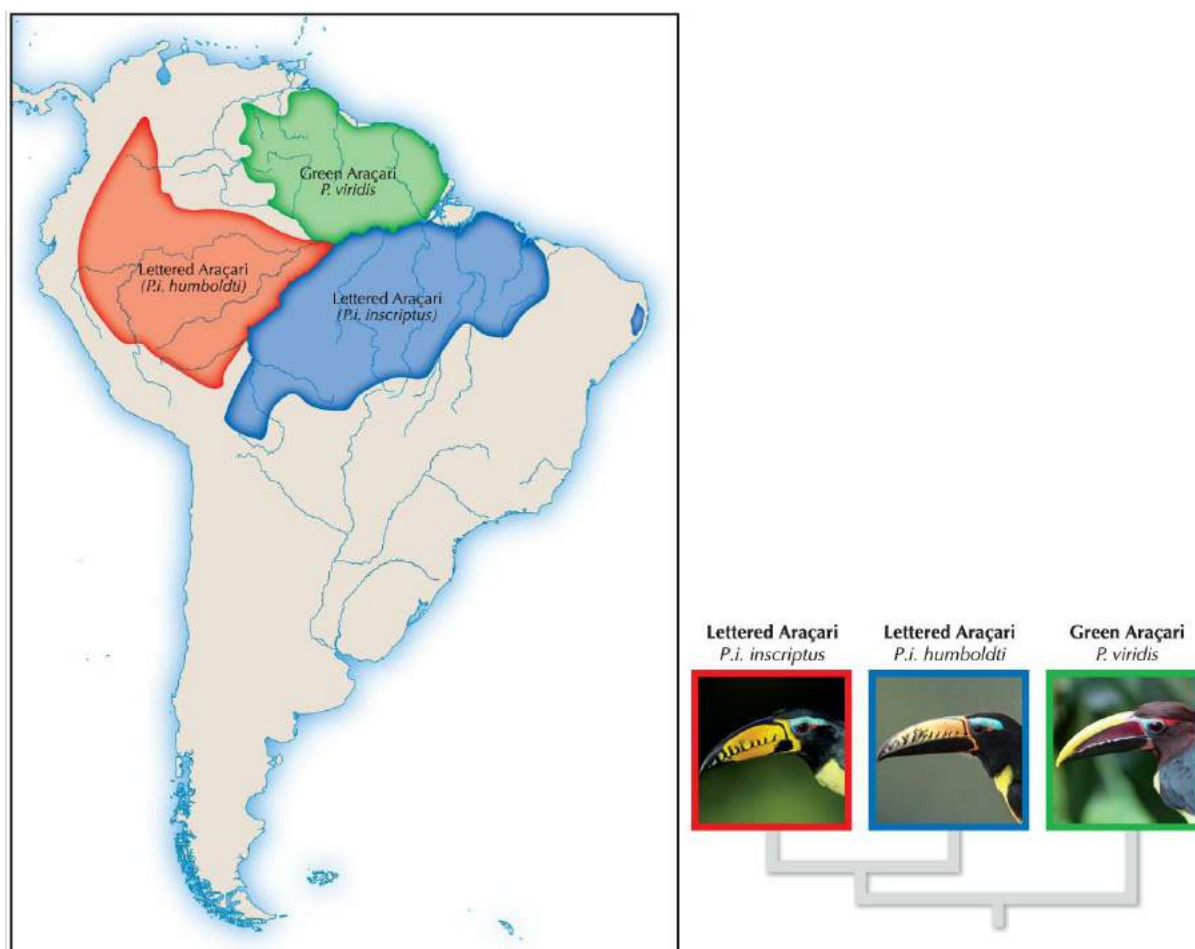 Green Araçari
P. viridis
Lettered Araçari
(P.i. humboldti)
Lettered Araçari
(P.i. inscriptus)
Lettered Araçari
P.i. inscriptus
Lettered Araçari
P.i. humboldti
Green Araçari
P. viridis